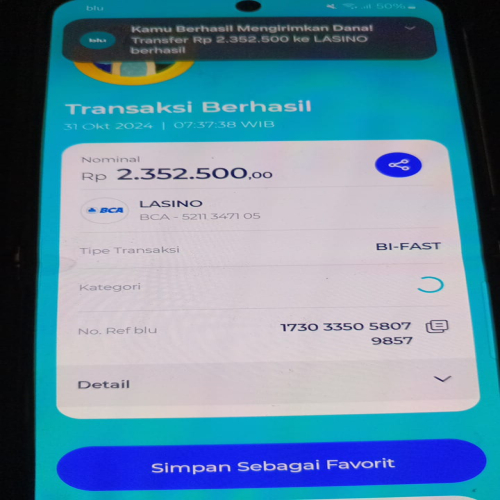 blu
50%
blu
Kamu Berhasil Mengirimkan Dana!
Transfer Rp 2.352.500 ke LASINO
berhasil
Transaksi Berhasil
31 Okt 2024 | 07:37:38 WIB
Nominal
Rp 2.352.500,00
BCA
LASINO
BCA - 5211 3471 05
Tipe Transaksi
BI-FAST
Kategori
No. Ref blu
1730 3350 5807
9857
Detail
Simpan Sebagai Favorit